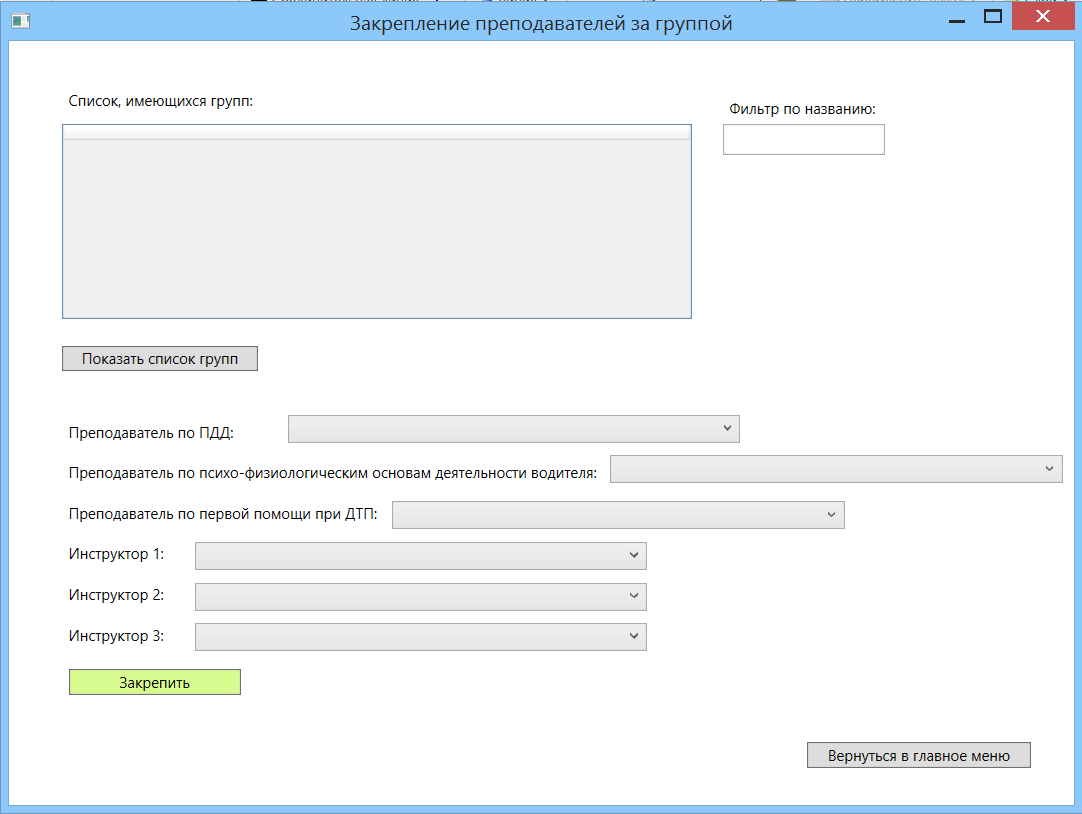 Закрепление преподавателей за группой
Список, имеющихся групп:
Фильтр по названию:
Показать список групп
Преподаватель по ПДД:
Преподаватель по психо-физиологическим основам деятельности водителя:
Преподаватель по первой помощи при ДТП:
Инструктор 1:
Инструктор 2:
Инструктор 3:
Закрепить
Вернуться в главное меню